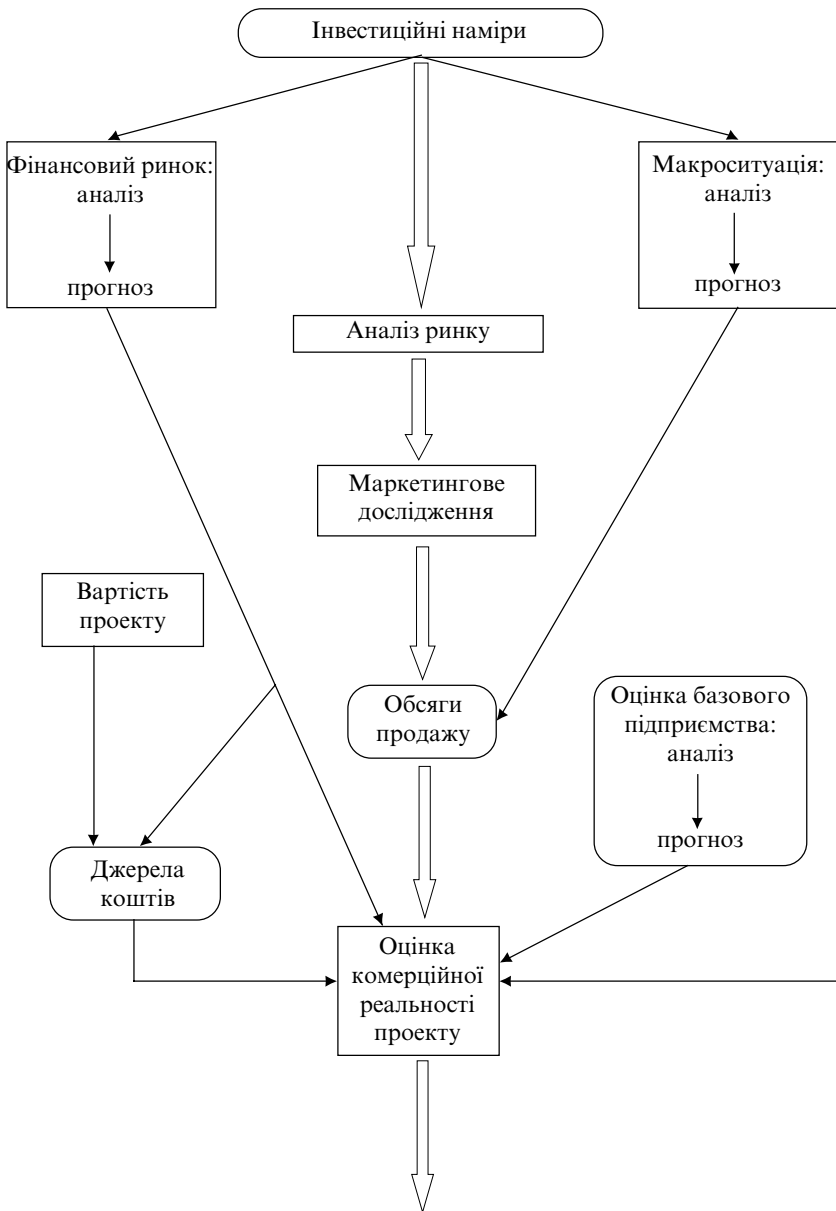 Інвестиційні наміри
Фінансовий ринок:
аналіз
прогноз
Макроситуація:
аналіз
прогноз
Аналіз ринку
Маркетингове
дослідження
Вартість
проекту
Обсяги
продажу
Оцінка базового
підприємства:
аналіз
прогноз
Джерела
коштів
Оцінка
комерційної
реальності
проекту